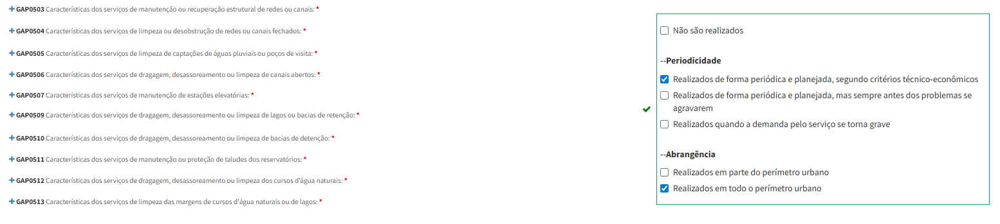 GAP0503 Características dos serviços de manutenção ou recuperação estrutural de redes ou canais: *
GAP0504 Características dos serviços de limpeza ou desobstrução de redes ou canais fechados: *
GAP0505 Características dos serviços de limpeza de captações de águas pluviais ou poços de visita: *
GAP0506 Características dos serviços de dragagem, desassoreamento ou limpeza de canais abertos: *
GAP0507 Características dos serviços de manutenção de estações elevatórias: *
GAP0509 Características dos serviços de dragagem, desassoreamento ou limpeza de lagos ou bacias de retenção: *
GAP0510 Características dos serviços de dragagem, desassoreamento ou limpeza de bacias de detenção: *
GAP0511 Características dos serviços de manutenção ou proteção de taludes dos reservatórios: *
GAP0512 Características dos serviços de dragagem, desassoreamento ou limpeza dos cursos d'água naturais: *
GAP0513 Características dos serviços de limpeza das margens de cursos d'água naturais ou de lagos: *
Não são realizados
--Periodicidade
Realizados de forma periódica e planejada, segundo critérios técnico-econômicos
Realizados de forma periódica e planejada, mas sempre antes dos problemas se
agravarem
Realizados quando a demanda pelo serviço se torna grave
--Abrangência
Realizados em parte do perímetro urbano
Realizados em todo o perímetro urbano